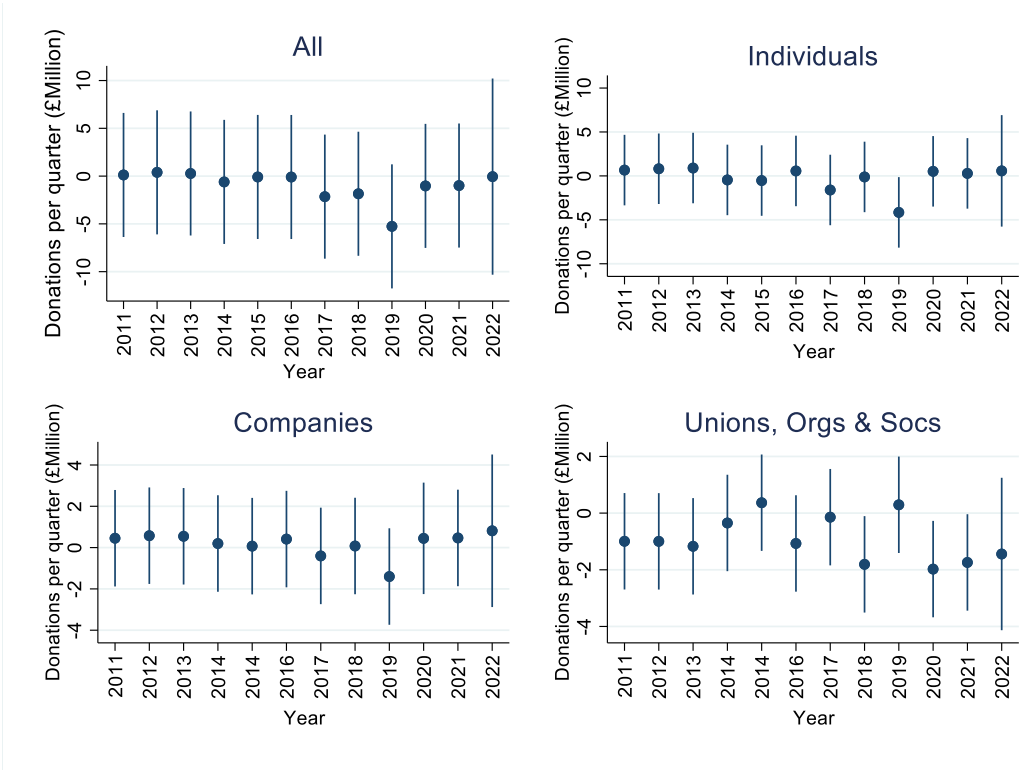 All
Donations per quarter (£Million)
10
5
0
-5
-10
2011 2012 2013 2014 2015 2016 2017 2018 2019 2020 2021 2022
Year
Individuals
Donations per quarter (£Million)
10
5
0
-5
-10
2011 2012 2013 2014 2015 2016 2017 2018 2019 2020 2021 2022
Year
Companies
Donations per quarter (£Million)
4
2
0
-2
-4
2011 2012 2013 2014 2014 2016 2017 2018 2019 2020 2021 2022
Year
Unions, Orgs & Socs
Donations per quarter (£Million)
2
0
-2
-4
2011 2012 2013 2014 2014 2016 2017 2018 2019 2020 2021 2022
Year